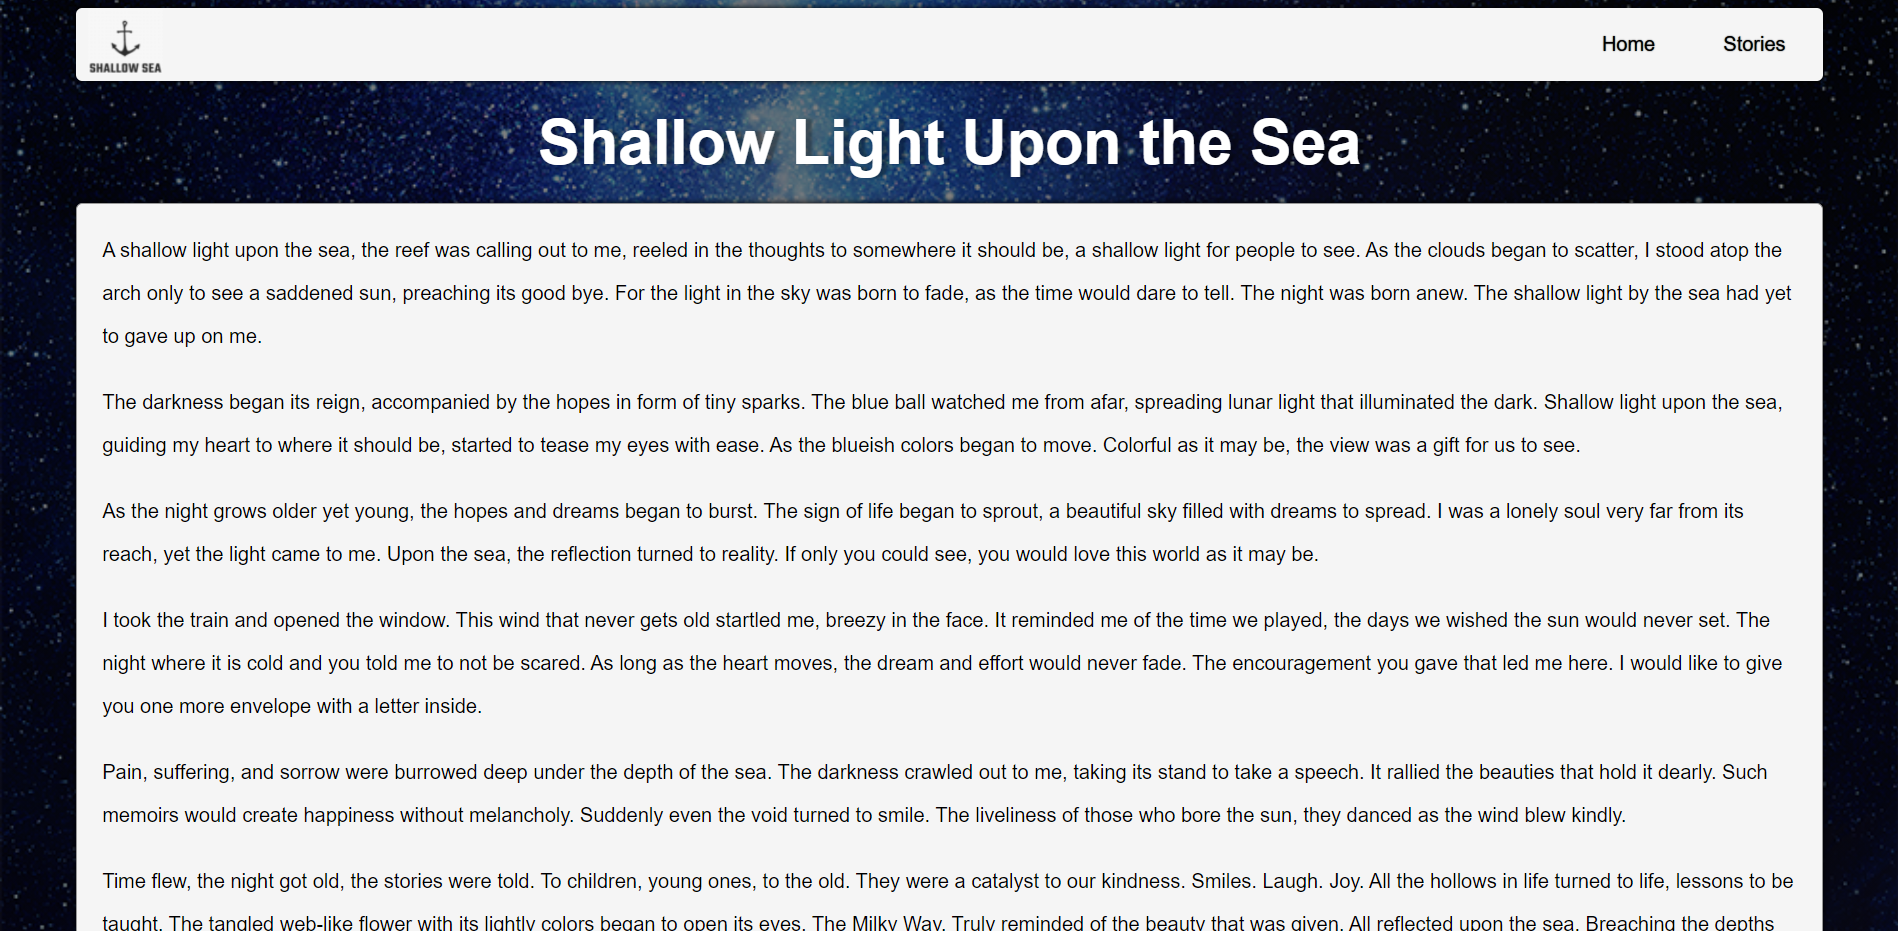 SHALLOW SEA
Home Stories
Shallow Light Upon the Sea
A shallow light upon the sea, the reef was calling out to me, reeled in the thoughts to somewhere it should be, a shallow light for people to see. As the clouds began to scatter, I stood atop the
arch only to see a saddened sun, preaching its good bye. For the light in the sky was born to fade, as the time would dare to tell. The night was born anew. The shallow light by the sea had yet
to gave up on me.
The darkness began its reign, accompanied by the hopes in form of tiny sparks. The blue ball watched me from afar, spreading lunar light that illuminated the dark. Shallow light upon the sea,
guiding my heart to where it should be, started to tease my eyes with ease. As the blueish colors began to move. Colorful as it may be, the view was a gift for us to see.
As the night grows older yet young, the hopes and dreams began to burst. The sign of life began to sprout, a beautiful sky filled with dreams to spread. I was a lonely soul very far from its
reach, yet the light came to me. Upon the sea, the reflection turned to reality. If only you could see, you would love this world as it may be.
I took the train and opened the window. This wind that never gets old startled me, breezy in the face. It reminded me of the time we played, the days we wished the sun would never set. The
night where it is cold and you told me to not be scared. As long as the heart moves, the dream and effort would never fade. The encouragement you gave that led me here. I would like to give
you one more envelope with a letter inside.
Pain, suffering, and sorrow were burrowed deep under the depth of the sea. The darkness crawled out to me, taking its stand to take a speech. It rallied the beauties that hold it dearly. Such
memoirs would create happiness without melancholy. Suddenly even the void turned to smile. The liveliness of those who bore the sun, they danced as the wind blew kindly.
Time flew, the night got old, the stories were told. To children, young ones, to the old. They were a catalyst to our kindness. Smiles. Laugh. Joy. All the hollows in life turned to life, lessons to be
taught. The tangled web-like flower with its lightly colors began to open its eyes. The Milky Way. Truly reminded of the beauty that was given. All reflected upon the sea. Breaching the depths